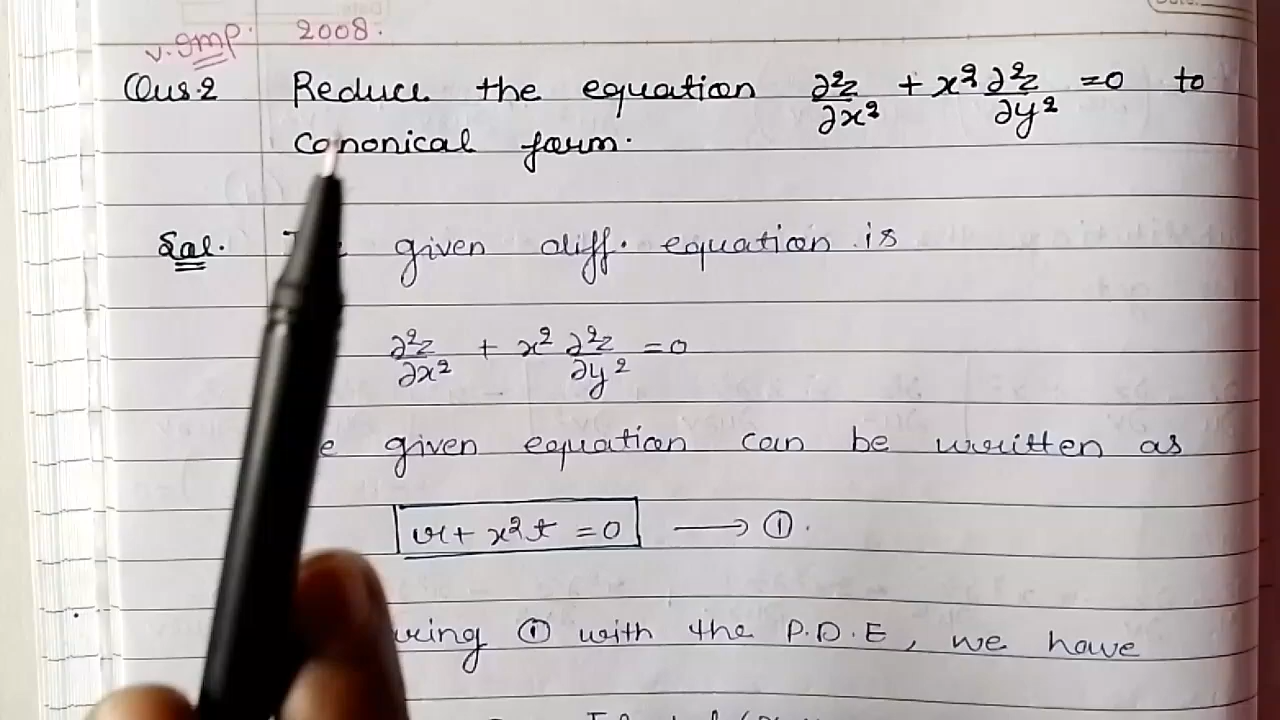 v. Imp. 2008.
Ques.2 Reduce the equation ∂²z/∂x² + x² ∂²z/∂y² = 0 to
Canonical form.
Sol. given diff. equation is
∂²z/∂x² + x² ∂²z/∂y² = 0
given equation can be written as
r + x²t = 0 → ①.
① with the P.D.E, we have